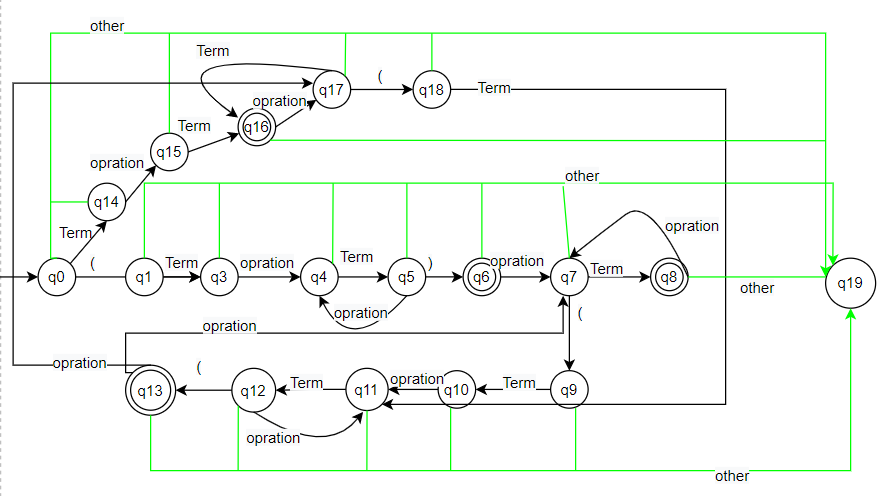 other
Term
q17
(
q18
Term
opration
q16
Term
q15
opration
other
q14
Term
opration
q0
(
q1
Term
q3
opration
q4
Term
q5
)
q6
opration
q7
Term
q8
other
q19
opration
(
opration
opration
q13
(
q12
Term
q11
opration
q10
Term
q9
opration
other